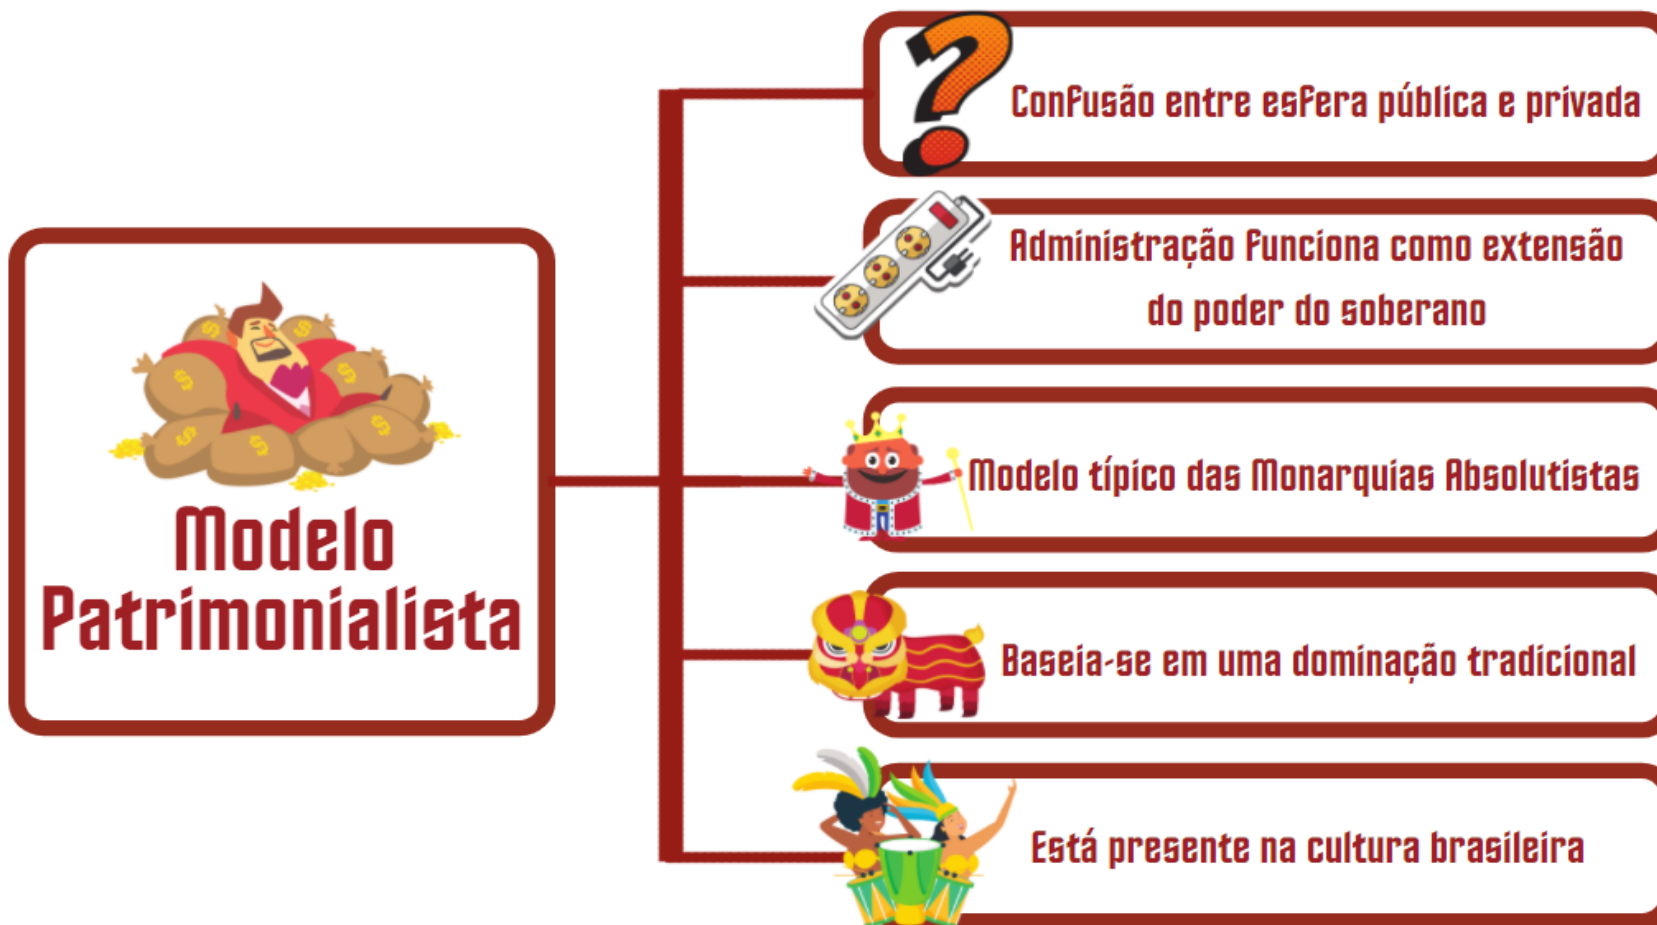 Modelo
Patrimonialista
Confusão entre esfera pública e privada
Administração funciona como extensão
do poder do soberano
Modelo típico das Monarquias Absolutistas
Baseia-se em uma dominação tradicional
Está presente na cultura brasileira